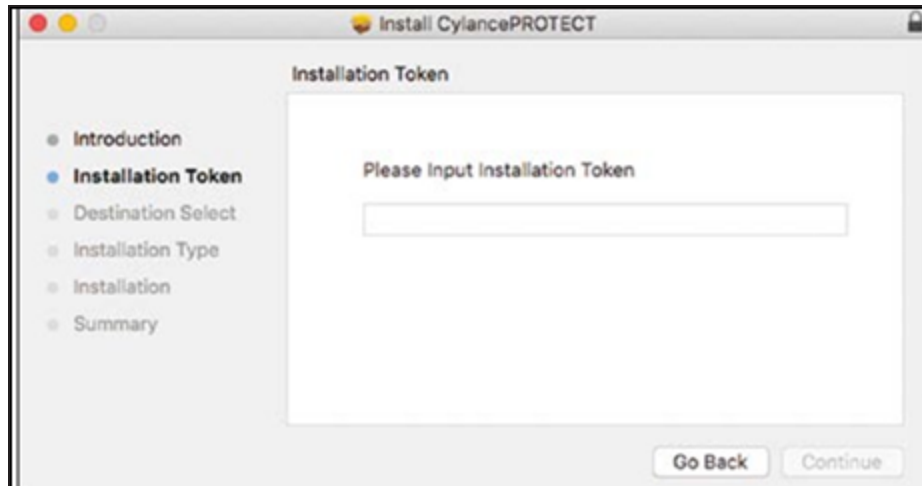 Install CylancePROTECT
Installation Token
Introduction
Installation Token
Destination Select
Installation Type
Installation
Summary
Please Input Installation Token
Go Back
Continue